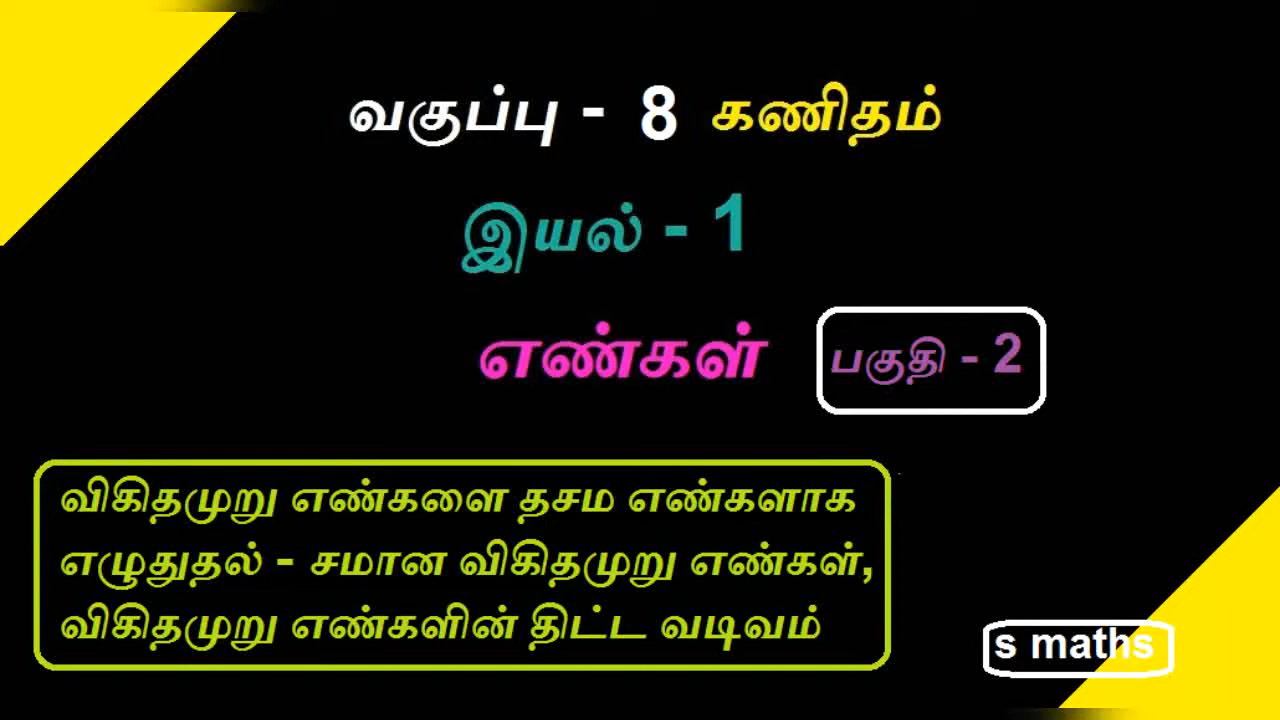 வகுப்பு - 8 கணிதம்
இயல் - 1
எண்கள்
பகுதி - 2
விகிதமுறு எண்களை தசம எண்களாக
எழுதுதல் - சமான விகிதமுறு எண்கள்,
விகிதமுறு எண்களின் திட்ட வடிவம்
s maths